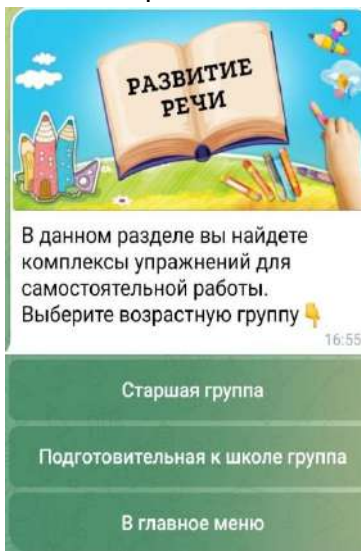 РАЗВИТИЕ
РЕЧИ
В данном разделе вы найдете
комплексы упражнений для
самостоятельной работы.
Выберите возрастную группу👇
16:55
Старшая группа
Подготовительная к школе группа
В главное меню